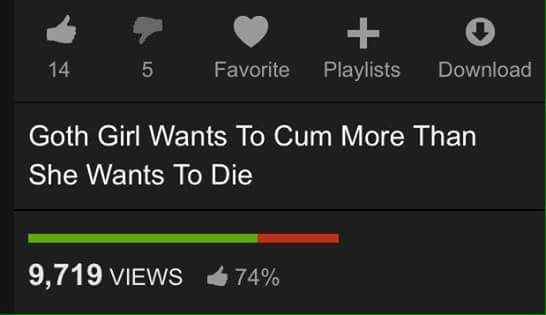 14 5 Favorite Playlists Download
Goth Girl Wants To Cum More Than
She Wants To Die
9,719 VIEWS 74%